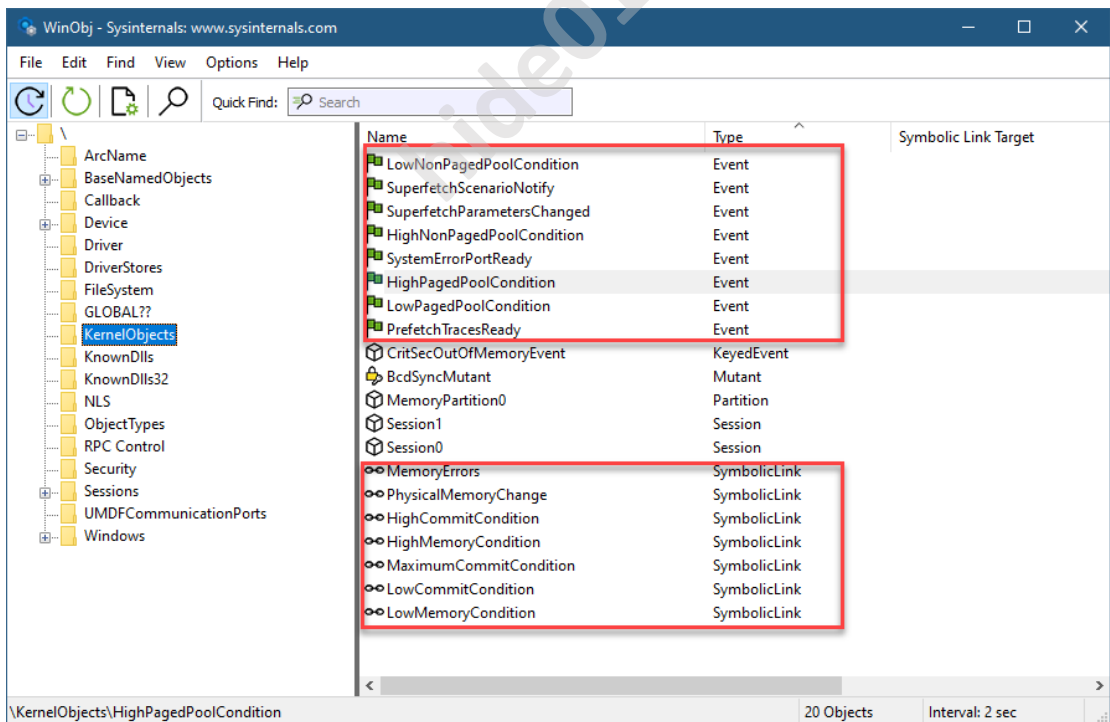 WinObj - Sysinternals: www.sysinternals.com
File Edit Find View Options Help
Quick Find: Search
\
ArcName
BaseNamedObjects
Callback
Device
Driver
DriverStores
FileSystem
GLOBAL??
KernelObjects
KnownDlls
KnownDlls32
NLS
ObjectTypes
RPC Control
Security
Sessions
UMDFCommunicationPorts
Windows
Name Type Symbolic Link Target
LowNonPagedPoolCondition Event
SuperfetchScenarioNotify Event
SuperfetchParametersChanged Event
HighNonPagedPoolCondition Event
SystemErrorPortReady Event
HighPagedPoolCondition Event
LowPagedPoolCondition Event
PrefetchTracesReady Event
CritSecOutOfMemoryEvent KeyedEvent
BcdSyncMutant Mutant
MemoryPartition0 Partition
Session1 Session
Session0 Session
MemoryErrors SymbolicLink
PhysicalMemoryChange SymbolicLink
HighCommitCondition SymbolicLink
HighMemoryCondition SymbolicLink
MaximumCommitCondition SymbolicLink
LowCommitCondition SymbolicLink
LowMemoryCondition SymbolicLink
\KernelObjects\HighPagedPoolCondition 20 Objects Interval: 2 sec